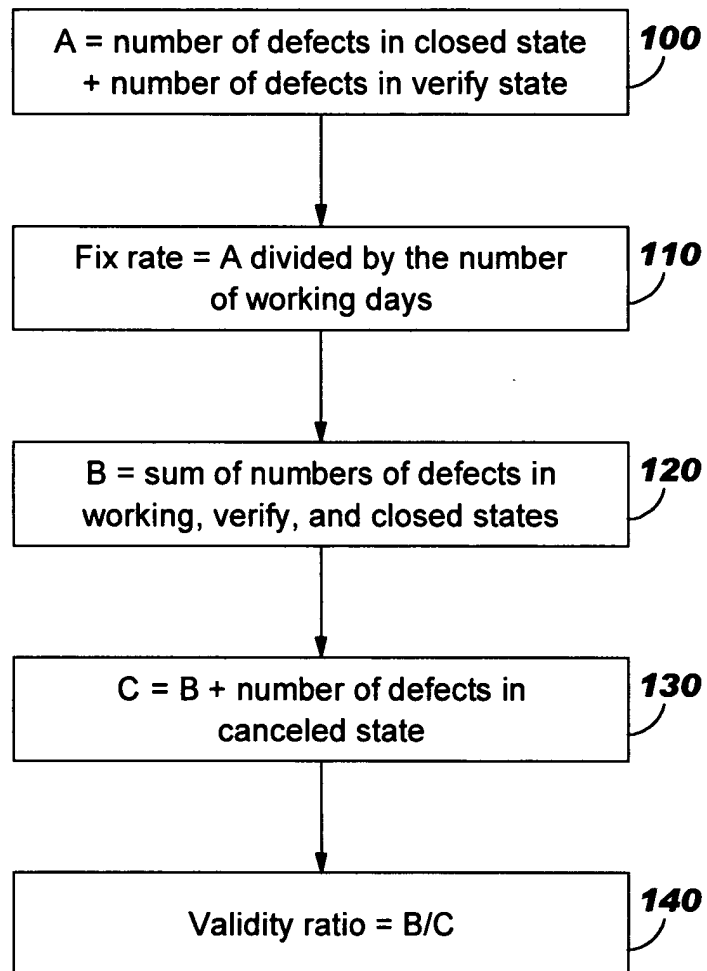 A = number of defects in closed state
+ number of defects in verify state
100
Fix rate = A divided by the number
of working days
110
B = sum of numbers of defects in
working, verify, and closed states
120
C = B + number of defects in
canceled state
130
Validity ratio = B/C
140